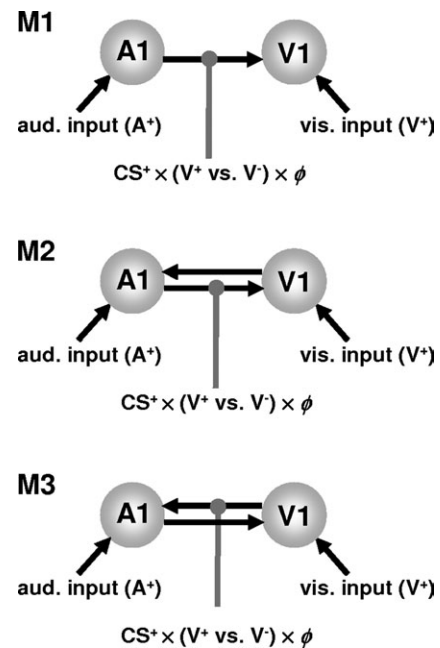 M1
A1 V1
aud. input (A⁺) vis. input (V⁺)
CS⁺ × (V⁺ vs. V⁻) × ϕ
M2
A1 V1
aud. input (A⁺) vis. input (V⁺)
CS⁺ × (V⁺ vs. V⁻) × ϕ
M3
A1 V1
aud. input (A⁺) vis. input (V⁺)
CS⁺ × (V⁺ vs. V⁻) × ϕ